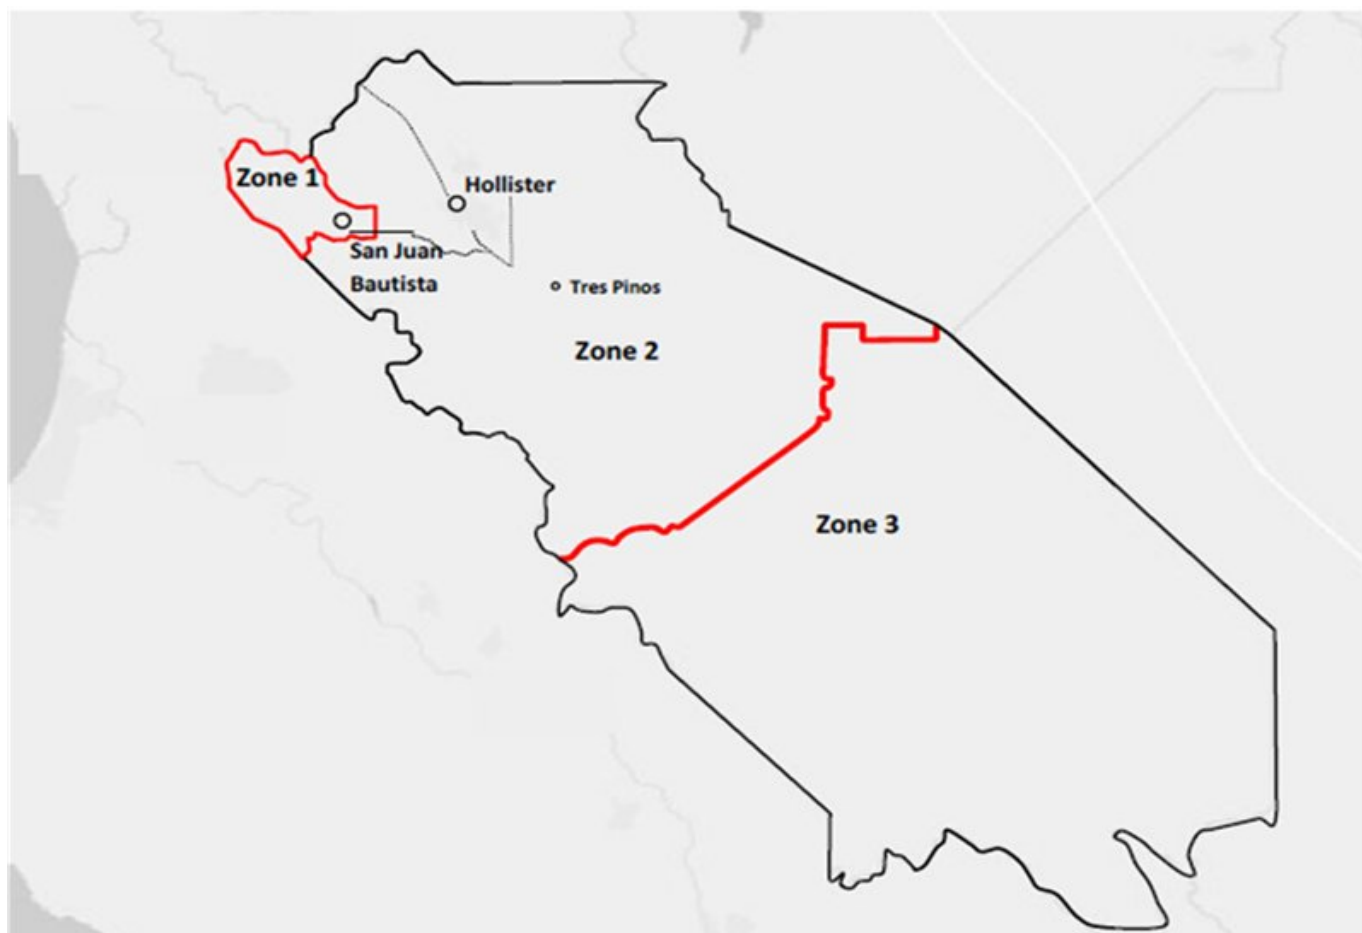 Zone 1
Hollister
San Juan
Bautista
Tres Pinos
Zone 2
Zone 3